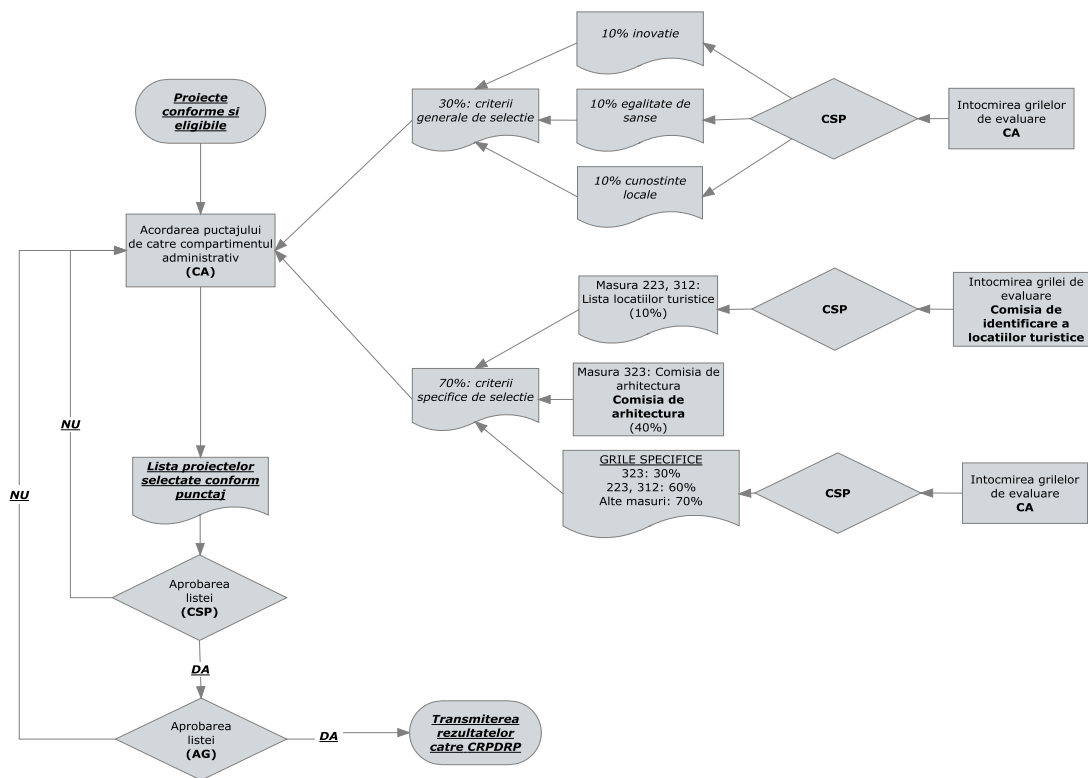 Proiecte
conforme si
eligibile
Acordarea puctajului
de catre compartimentul
administrativ
(CA)
NU
NU
Lista proiectelor
selectate conform
punctaj
Aprobarea
listei
(CSP)
DA
Aprobarea
listei
(AG)
DA
Transmiterea
rezultatelor
catre CRPDRP
30%: criterii
generale de selectie
10% inovatie
10% egalitate de
sanse
10% cunostinte
locale
CSP
Intocmirea grilelor
de evaluare
CA
70%: criterii
specifice de selectie
Masura 223, 312:
Lista locatiilor turistice
(10%)
CSP
Intocmirea grilei de
evaluare
Comisia de
identificare a
locatiilor turistice
Masura 323: Comisia de
arhitectura
Comisia de
arhitectura
(40%)
GRILE SPECIFICE
323: 30%
223, 312: 60%
Alte masuri: 70%
CSP
Intocmirea grilelor
de evaluare
CA